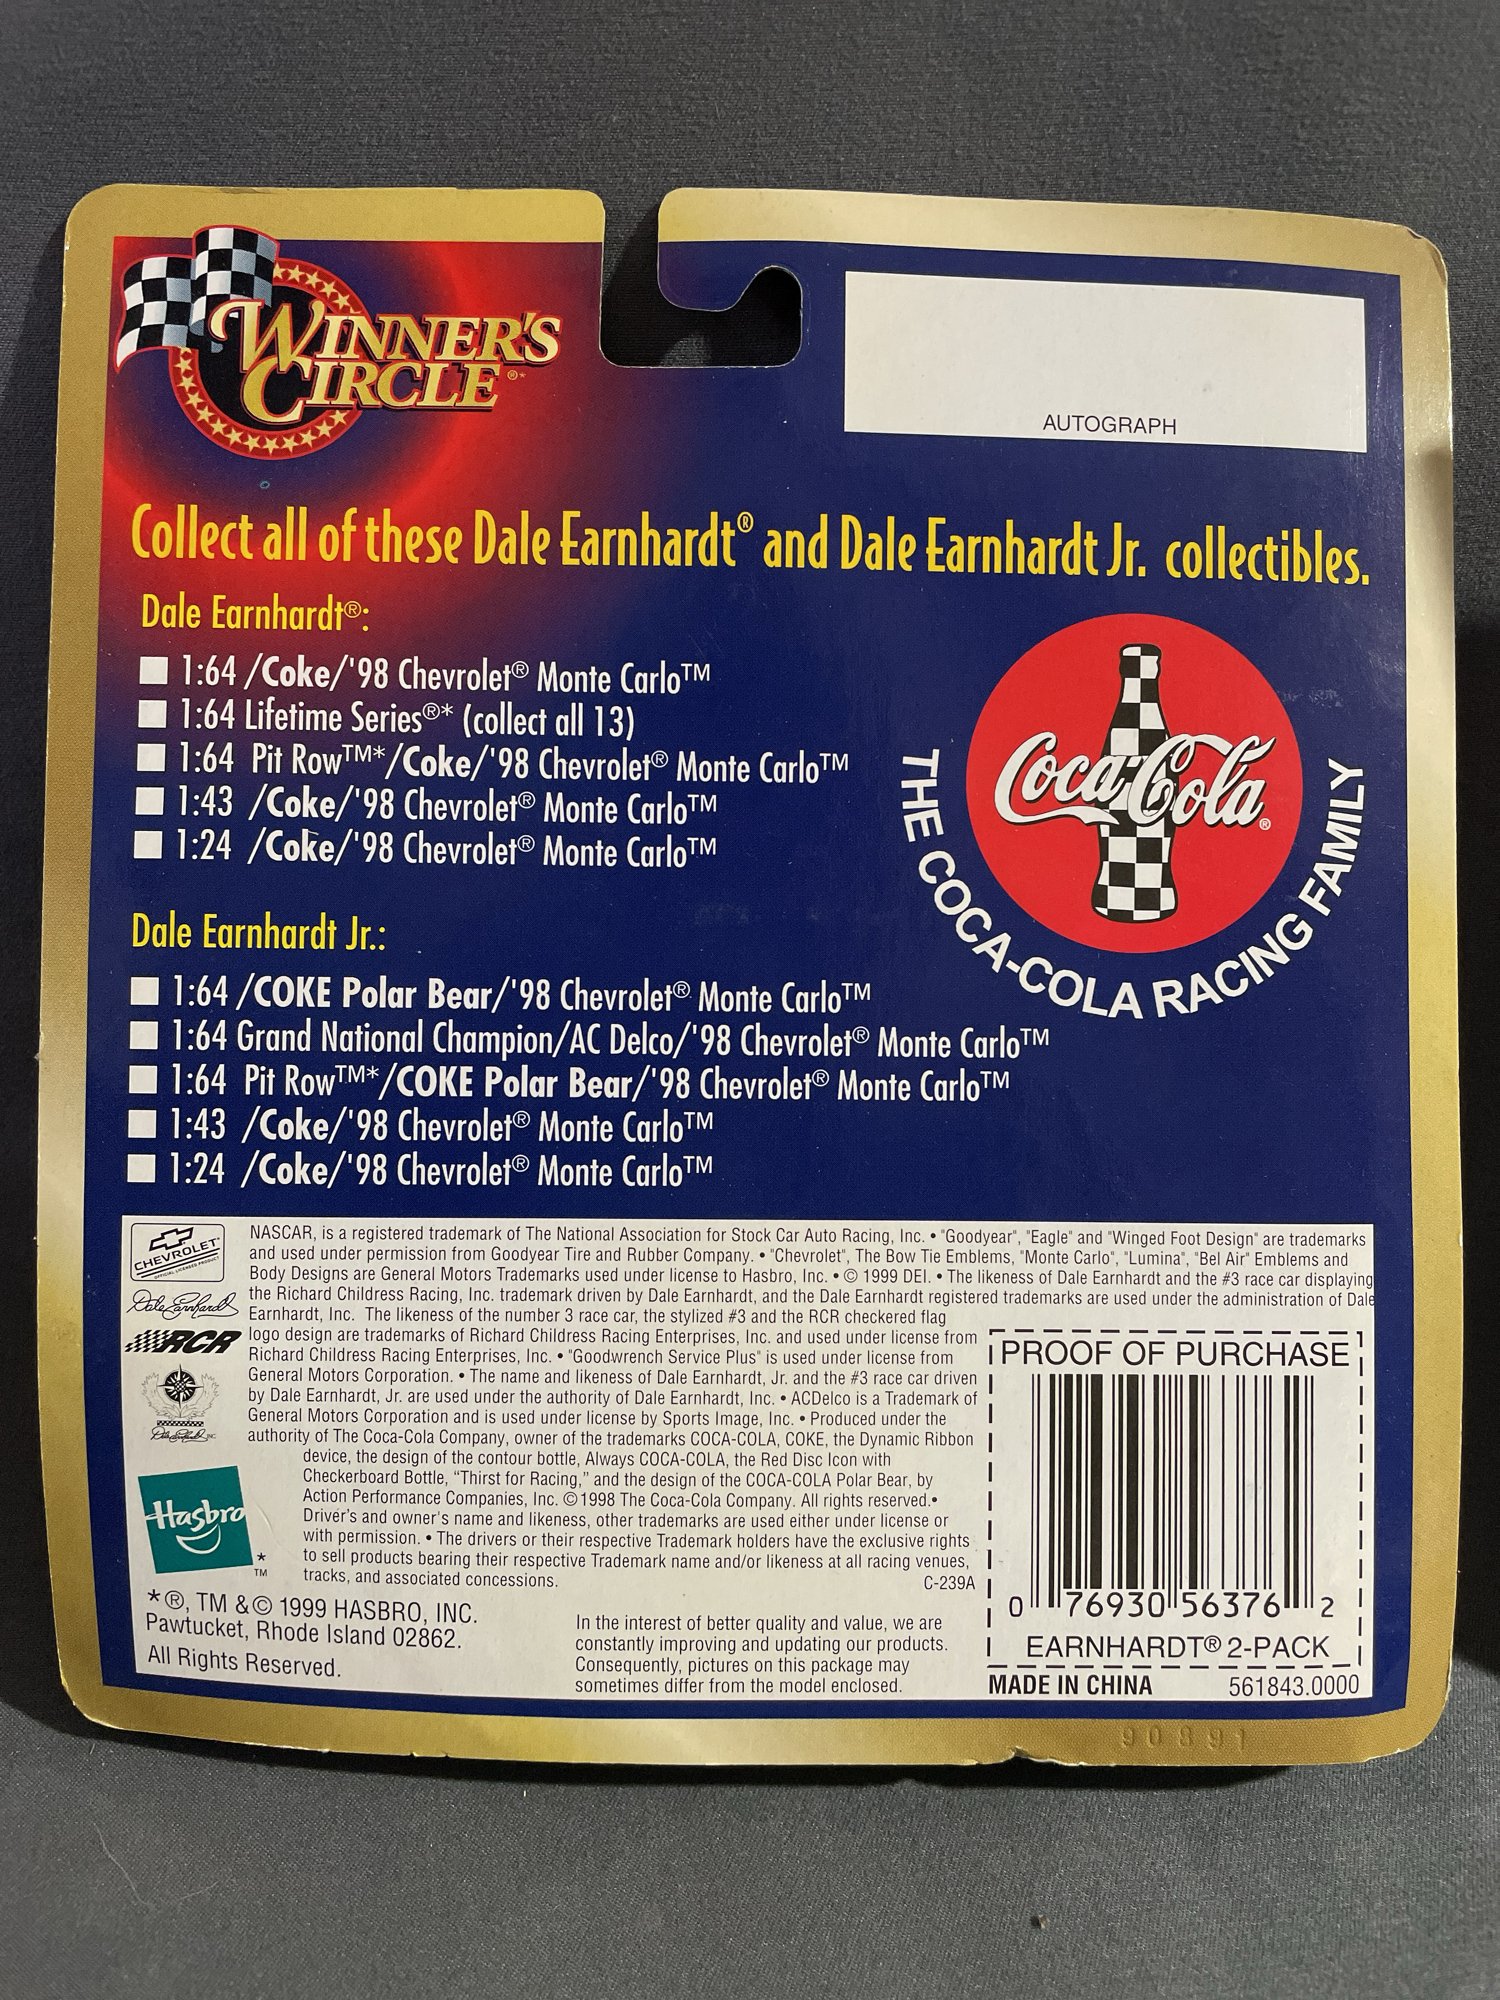 WINNER'S
CIRCLE ®*
AUTOGRAPH
Collect all of these Dale Earnhardt® and Dale Earnhardt Jr. collectibles.
Dale Earnhardt®:
1:64 /Coke/'98 Chevrolet® Monte Carlo™
1:64 Lifetime Series®* (collect all 13)
1:64 Pit Row™*/Coke/'98 Chevrolet® Monte Carlo™
1:43 /Coke/'98 Chevrolet® Monte Carlo™
1:24 /Coke/'98 Chevrolet® Monte Carlo™
Coca-Cola®
THE COCA-COLA RACING FAMILY
Dale Earnhardt Jr.:
1:64 /COKE Polar Bear/'98 Chevrolet® Monte Carlo™
1:64 Grand National Champion/AC Delco/'98 Chevrolet® Monte Carlo™
1:64 Pit Row™*/COKE Polar Bear/'98 Chevrolet® Monte Carlo™
1:43 /Coke/'98 Chevrolet® Monte Carlo™
1:24 /Coke/'98 Chevrolet® Monte Carlo™
CHEVROLET
OFFICIAL LICENSED PRODUCT
Dale Earnhardt
RCR
Hasbro
* TM
NASCAR, is a registered trademark of The National Association for Stock Car Auto Racing, Inc. • "Goodyear", "Eagle" and "Winged Foot Design" are trademarks
and used under permission from Goodyear Tire and Rubber Company. • "Chevrolet", The Bow Tie Emblems, "Monte Carlo", "Lumina", "Bel Air" Emblems and
Body Designs are General Motors Trademarks used under license to Hasbro, Inc. • © 1999 DEI. • The likeness of Dale Earnhardt and the #3 race car displaying
the Richard Childress Racing, Inc. trademark driven by Dale Earnhardt, and the Dale Earnhardt registered trademarks are used under the administration of Dale
Earnhardt, Inc. The likeness of the number 3 race car, the stylized #3 and the RCR checkered flag
logo design are trademarks of Richard Childress Racing Enterprises, Inc. and used under license from
Richard Childress Racing Enterprises, Inc. • "Goodwrench Service Plus" is used under license from
General Motors Corporation. • The name and likeness of Dale Earnhardt, Jr. and the #3 race car driven
by Dale Earnhardt, Jr. are used under the authority of Dale Earnhardt, Inc. • ACDelco is a Trademark of
General Motors Corporation and is used under license by Sports Image, Inc. • Produced under the
authority of The Coca-Cola Company, owner of the trademarks COCA-COLA, COKE, the Dynamic Ribbon
device, the design of the contour bottle, Always COCA-COLA, the Red Disc Icon with
Checkerboard Bottle, "Thirst for Racing," and the design of the COCA-COLA Polar Bear, by
Action Performance Companies, Inc. © 1998 The Coca-Cola Company. All rights reserved.•
Driver's and owner's name and likeness, other trademarks are used either under license or
with permission. • The drivers or their respective Trademark holders have the exclusive rights
to sell products bearing their respective Trademark name and/or likeness at all racing venues,
tracks, and associated concessions. C-239A
*®, TM & © 1999 HASBRO, INC.
Pawtucket, Rhode Island 02862.
All Rights Reserved.
In the interest of better quality and value, we are
constantly improving and updating our products.
Consequently, pictures on this package may
sometimes differ from the model enclosed.
PROOF OF PURCHASE
0 76930 56376 2
EARNHARDT® 2-PACK
MADE IN CHINA 561843.0000
90891